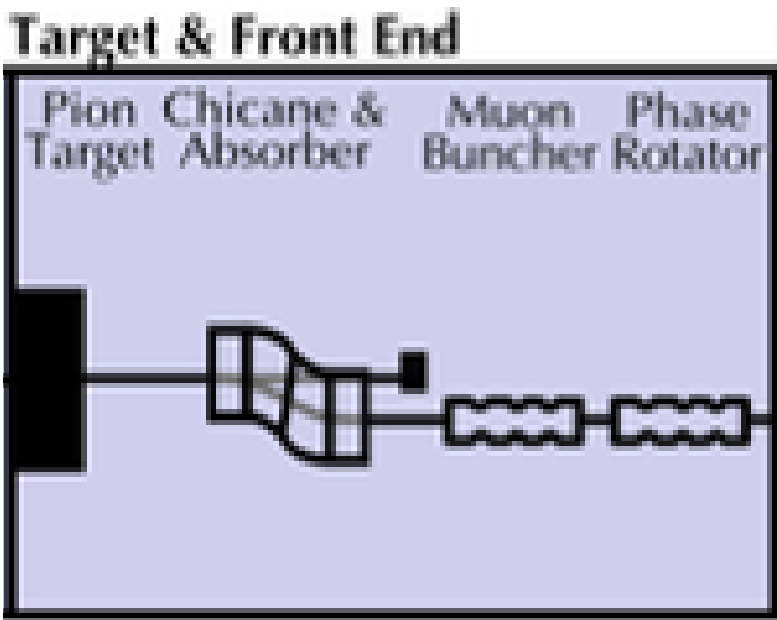 Target & Front End
Pion Chicane & Muon Phase
Target Absorber Buncher Rotator